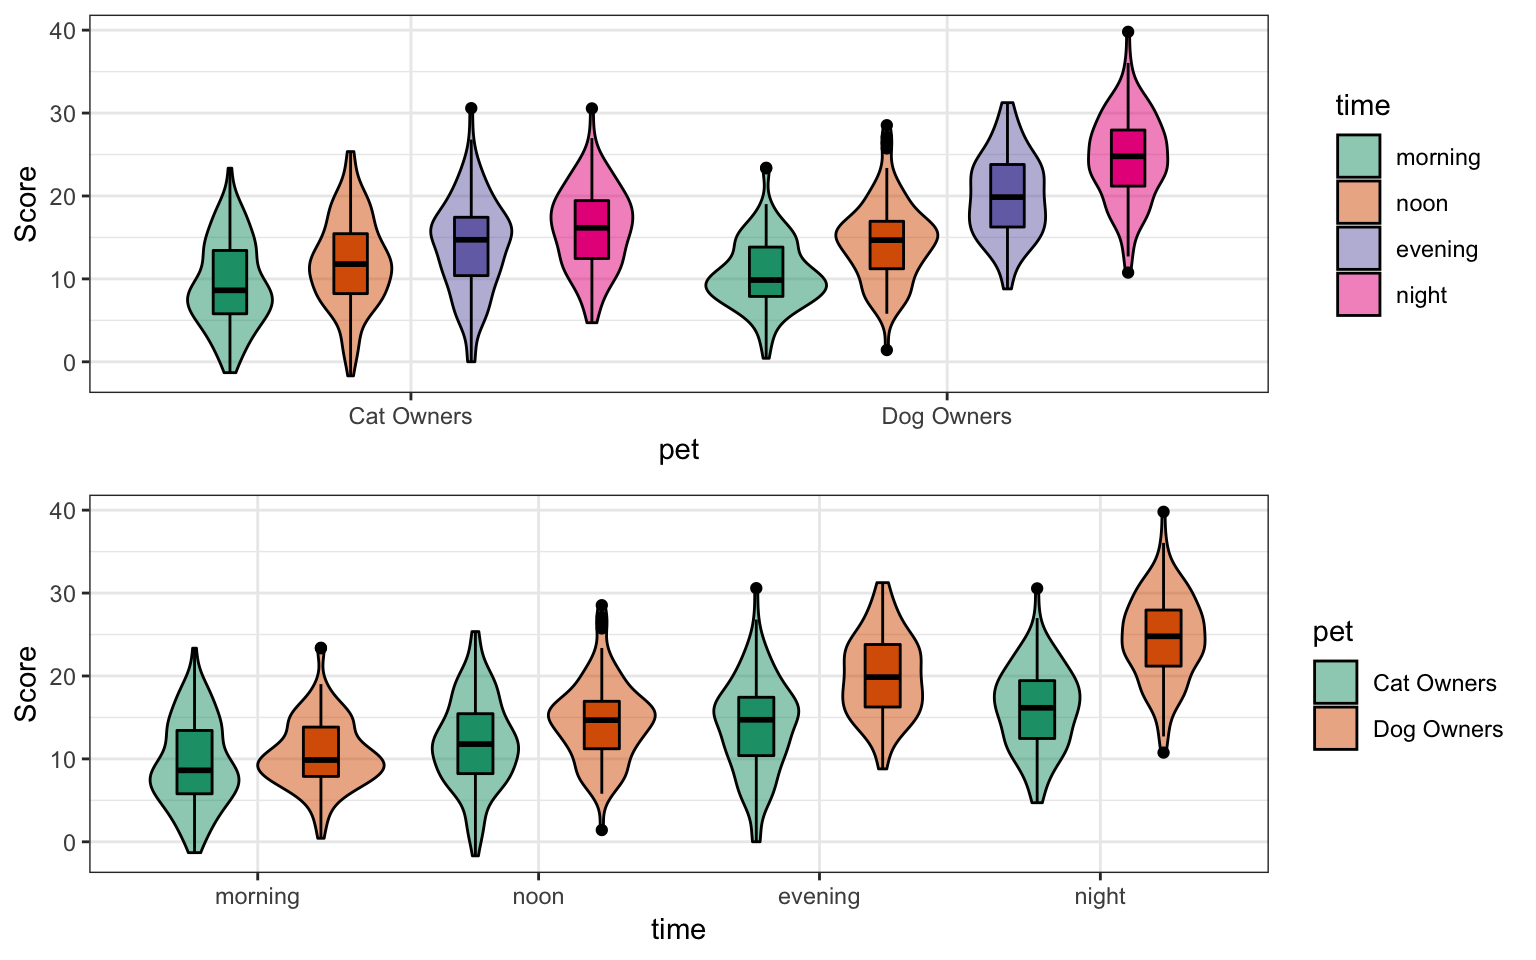 40
30
20
10
0
Score
Cat Owners Dog Owners
pet
time
morning
noon
evening
night
40
30
20
10
0
Score
morning noon evening night
time
pet
Cat Owners
Dog Owners